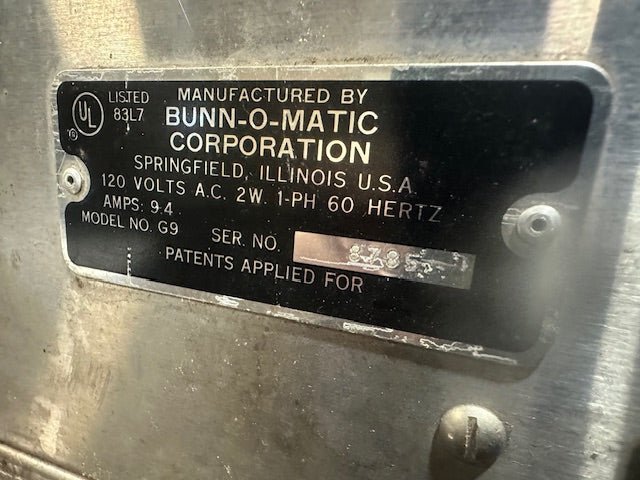 UL
LISTED
83L7
MANUFACTURED BY
BUNN-O-MATIC
CORPORATION
SPRINGFIELD, ILLINOIS U.S.A
120 VOLTS A.C. 2W. 1-PH 60 HERTZ
AMPS: 9.4
MODEL NO. G9
SER. NO.
PATENTS APPLIED FOR